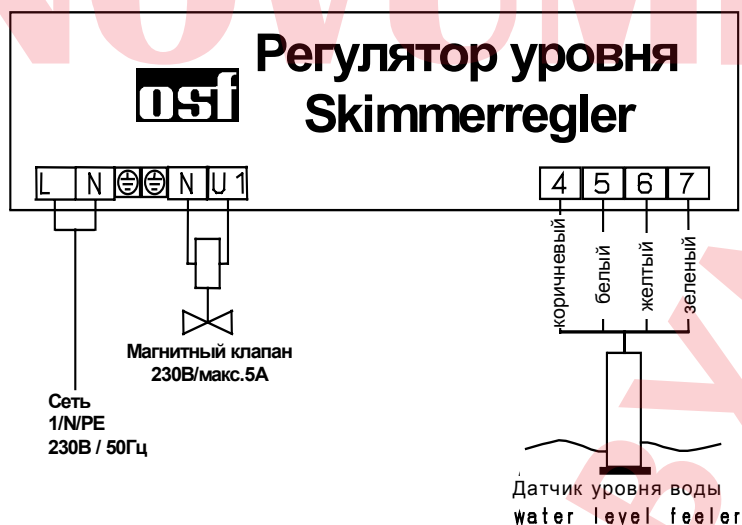 NOVUM
Регулятор уровня
osf
Skimmerregler
L N N U1
4 5 6 7
коричневый
белый
желтый
зеленый
Магнитный клапан
230В/макс.5А
Сеть
1/N/PE
230В / 50Гц
Датчик уровня воды
water level feeler